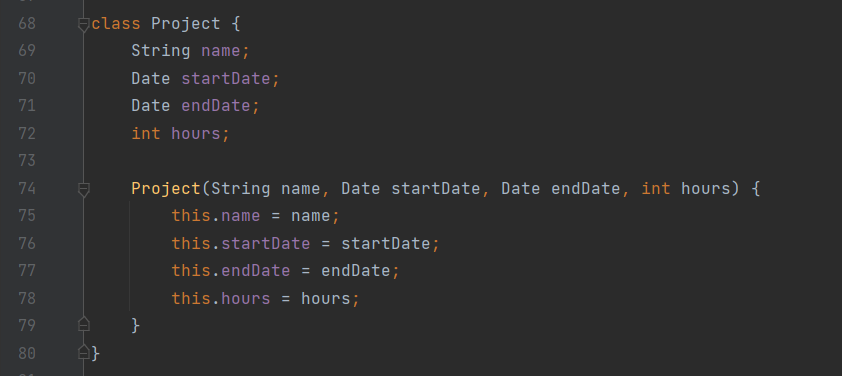 68 class Project {
69     String name;
70     Date startDate;
71     Date endDate;
72     int hours;
73
74     Project(String name, Date startDate, Date endDate, int hours) {
75         this.name = name;
76         this.startDate = startDate;
77         this.endDate = endDate;
78         this.hours = hours;
79     }
80 }